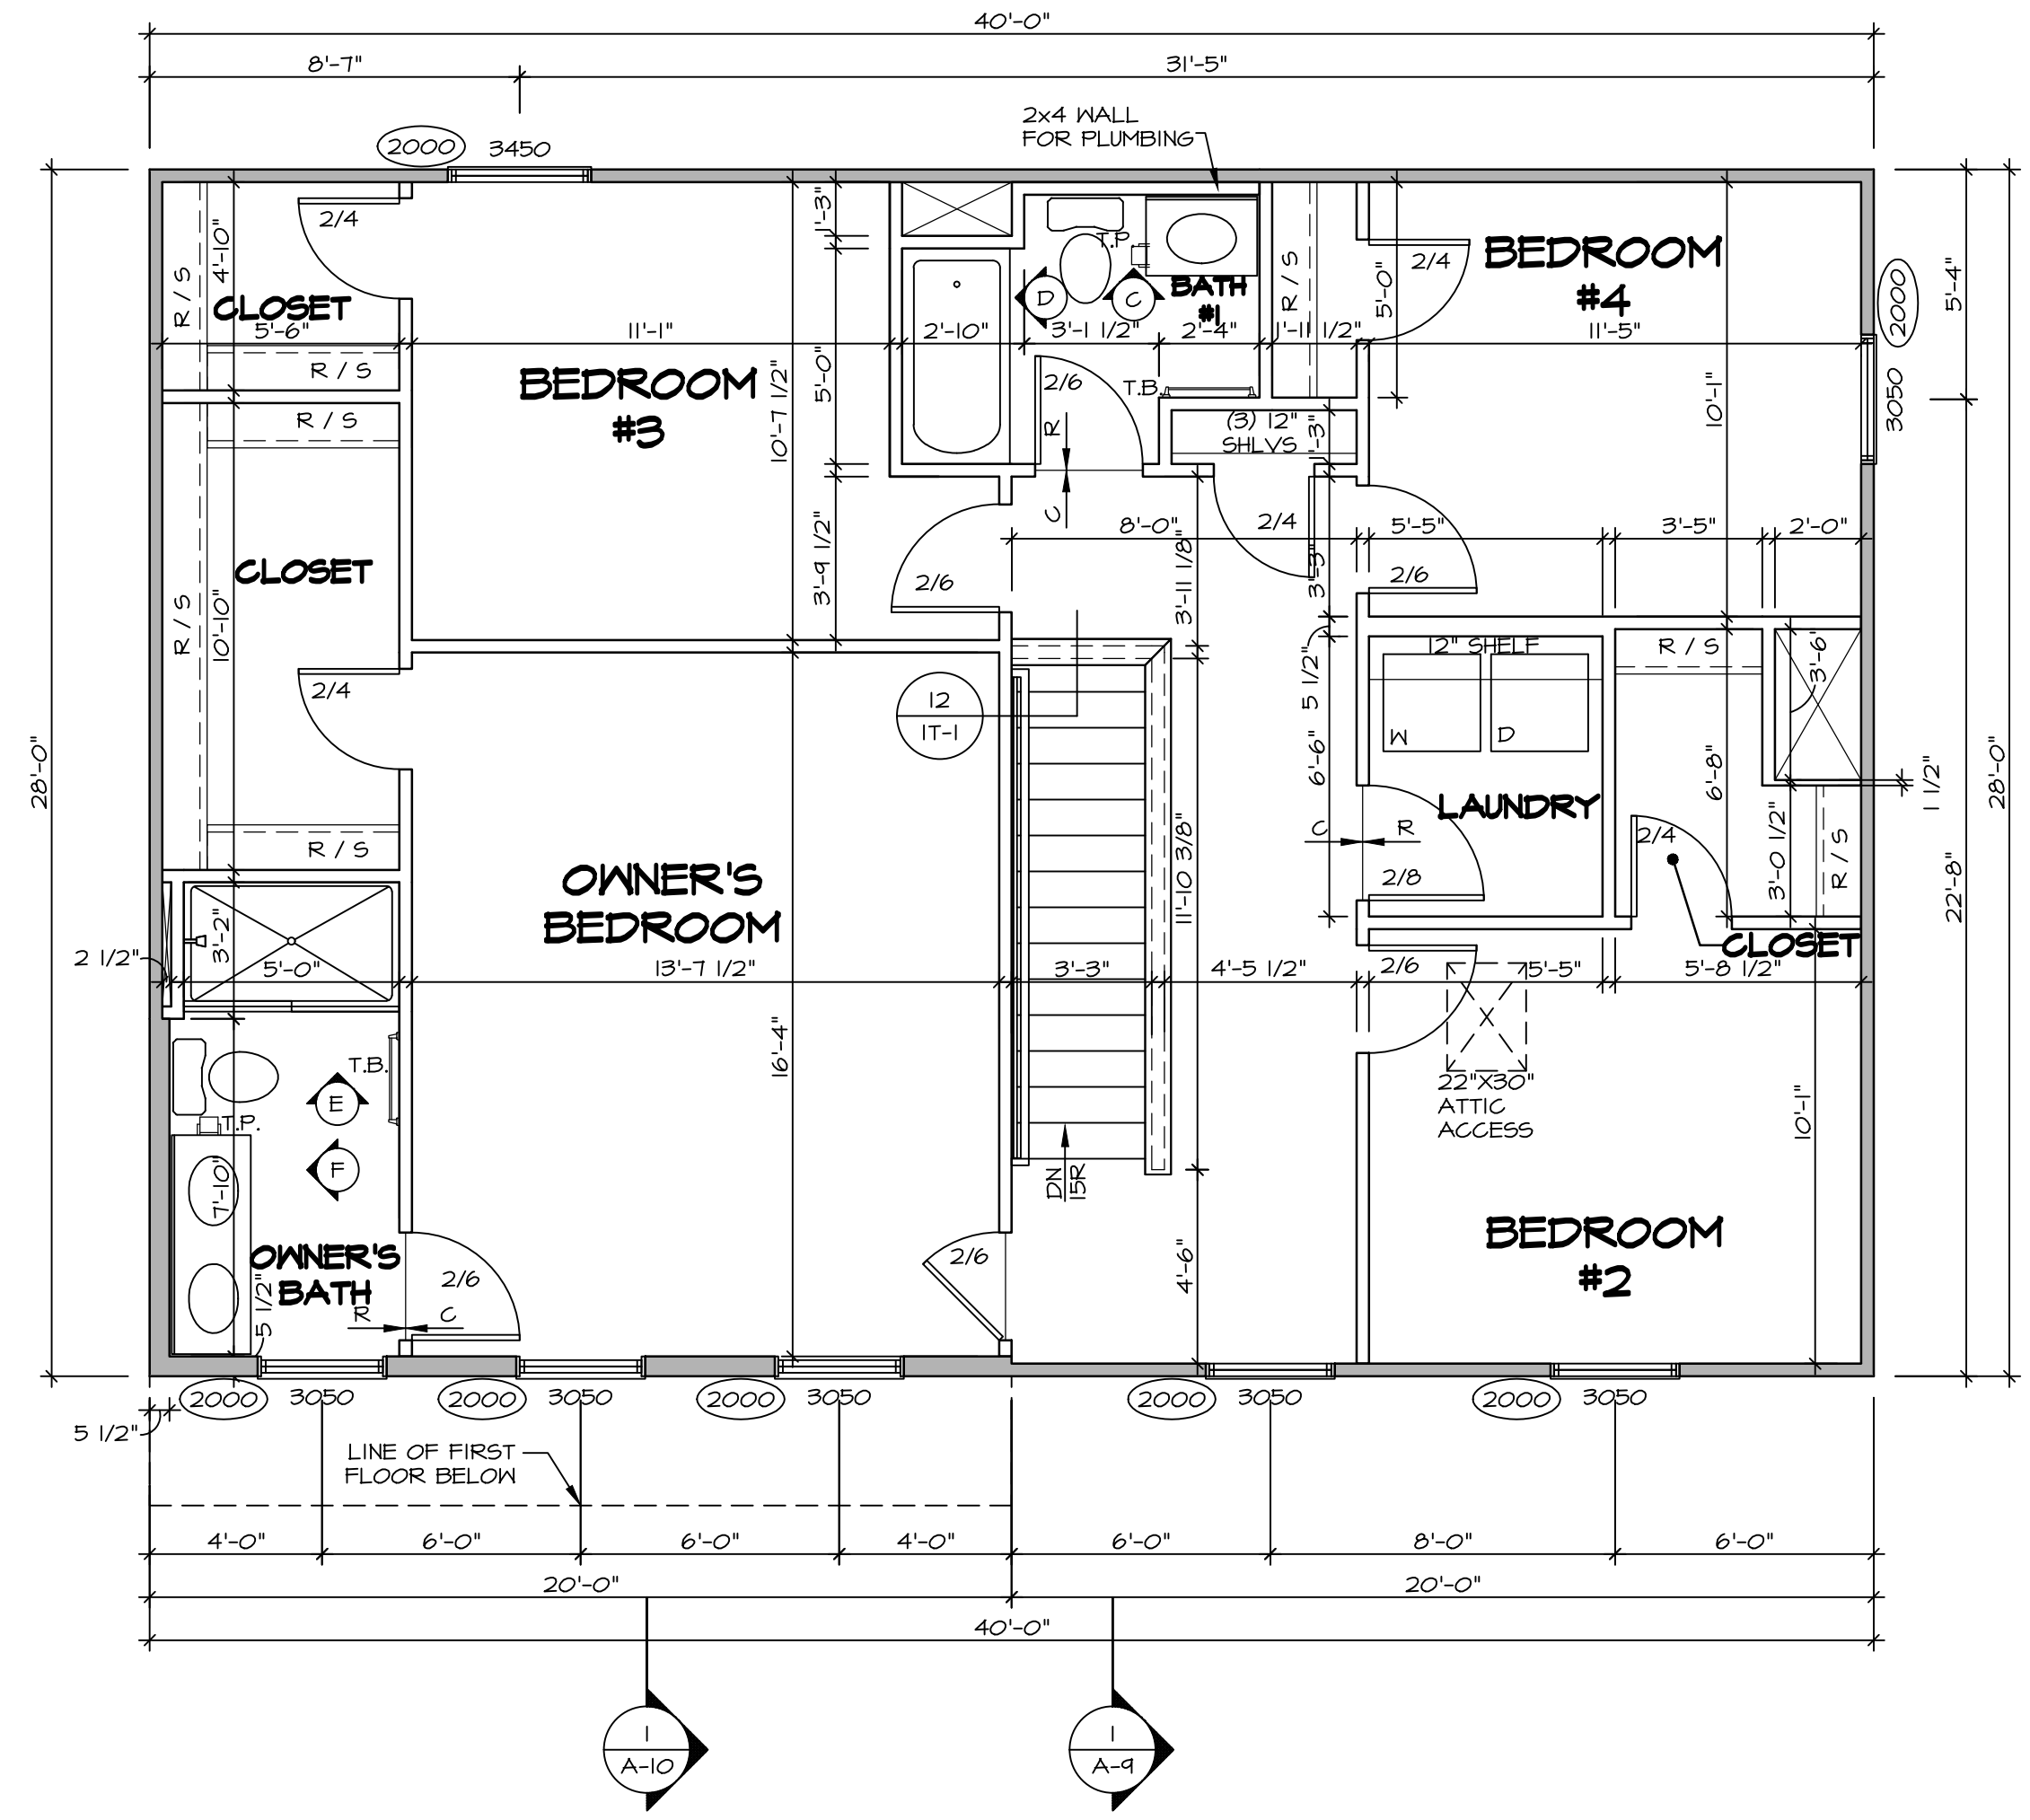 40'-0"
8'-7"
31'-5"
2x4 WALL
FOR PLUMBING
2000
3450
2/4
4'-10"
R / S
CLOSET
5'-6"
R / S
11'-1"
BEDROOM
#3
10'-7 1/2"
1'-3"
5'-0"
3'-9 1/2"
2'-10"
T.P.
D
C
BATH
#1
3'-1 1/2"
2'-4"
1'-11 1/2"
R / S
2/6
T.B.
R
C
(3) 12"
SHLVS
1'-3"
5'-0"
2/4
BEDROOM
#4
11'-5"
10'-1"
2000
3050
5'-4"
R / S
CLOSET
R / S
10'-10"
2/4
R / S
2/6
8'-0"
2/4
5'-5"
3'-5"
2'-0"
3'-11 1/8"
3'-3"
2/6
12" SHELF
R / S
3'-6"
5 1/2"
12
1T-1
W
D
6'-6"
6'-8"
28'-0"
28'-0"
1 1/2"
LAUNDRY
C
R
2/8
2/4
3'-0 1/2"
R / S
22'-8"
11'-10 3/8"
OWNER'S
BEDROOM
3'-2"
2 1/2"
5'-0"
13'-7 1/2"
3'-3"
4'-5 1/2"
2/6
5'-5"
5'-8 1/2"
CLOSET
16'-4"
T.B.
E
T.P.
F
7'-10"
22"X30"
ATTIC
ACCESS
10'-1"
DN
15R
4'-6"
OWNER'S
BATH
5 1/2"
R
C
2/6
2/6
BEDROOM
#2
2000
3050
2000
3050
2000
3050
2000
3050
2000
3050
5 1/2"
LINE OF FIRST
FLOOR BELOW
4'-0"
6'-0"
6'-0"
4'-0"
6'-0"
8'-0"
6'-0"
20'-0"
20'-0"
40'-0"
1
A-10
1
A-9